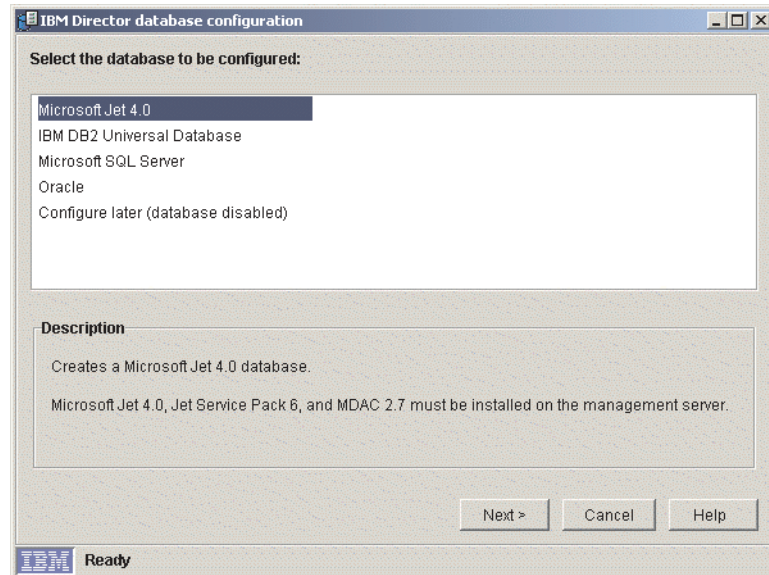 IBM Director database configuration
Select the database to be configured:
Microsoft Jet 4.0
IBM DB2 Universal Database
Microsoft SQL Server
Oracle
Configure later (database disabled)
Description
Creates a Microsoft Jet 4.0 database.
Microsoft Jet 4.0, Jet Service Pack 6, and MDAC 2.7 must be installed on the management server.
Next > Cancel Help
IBM Ready